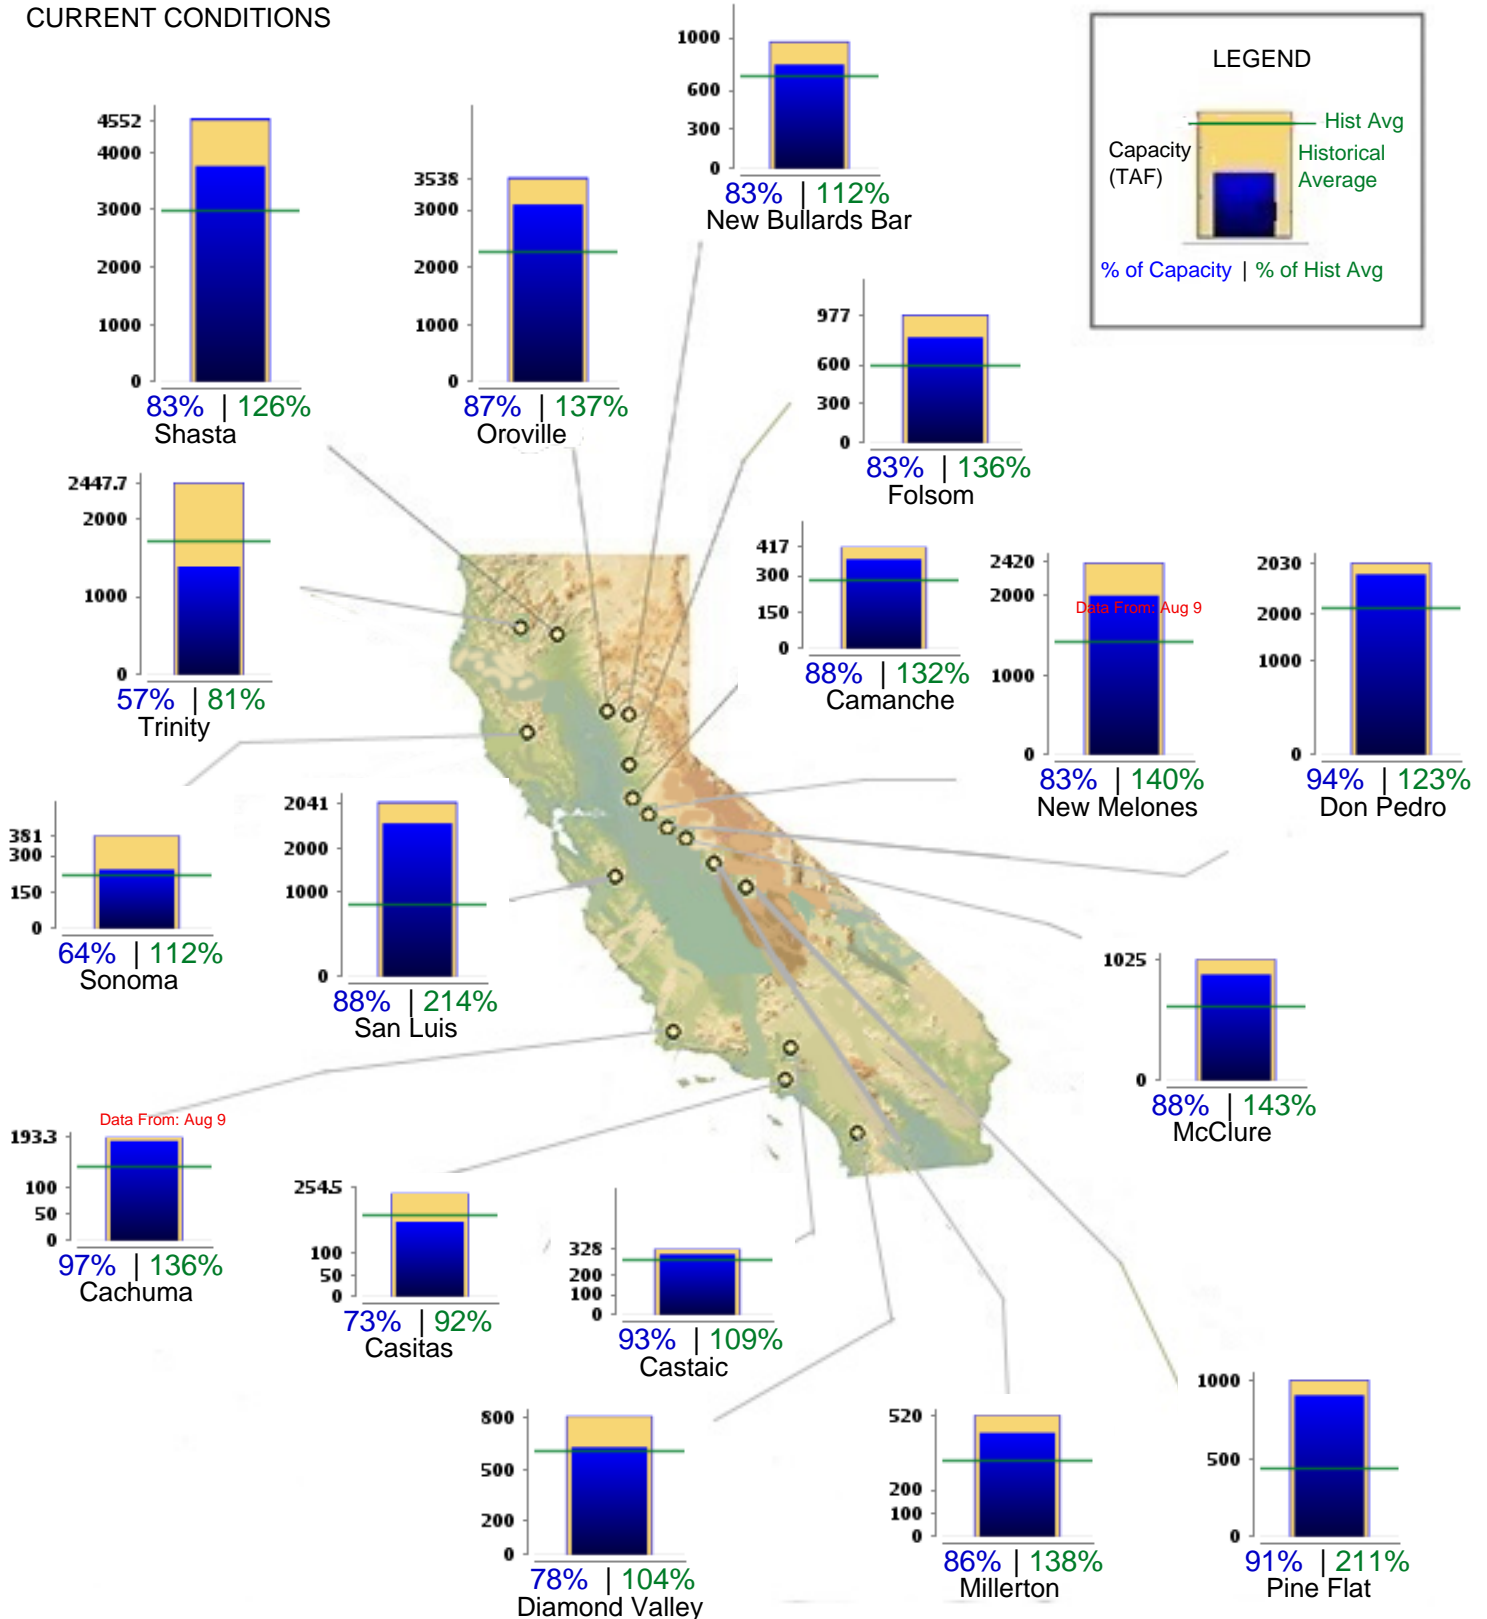 CURRENT CONDITIONS
1000
600
300
0
83% | 112%
New Bullards Bar
LEGEND
Hist Avg
Capacity
(TAF)
Historical
Average
% of Capacity | % of Hist Avg
4552
4000
3000
2000
1000
0
83% | 126%
Shasta
3538
3000
2000
1000
0
87% | 137%
Oroville
977
600
300
0
83% | 136%
Folsom
2447.7
2000
1000
0
57% | 81%
Trinity
417
300
150
0
88% | 132%
Camanche
2420
2000
1000
0
Data From: Aug 9
83% | 140%
New Melones
2030
2000
1000
0
94% | 123%
Don Pedro
381
300
150
0
64% | 112%
Sonoma
2041
2000
1000
0
88% | 214%
San Luis
1025
0
88% | 143%
McClure
Data From: Aug 9
193.3
100
50
0
97% | 136%
Cachuma
254.5
100
50
0
73% | 92%
Casitas
328
200
100
0
93% | 109%
Castaic
800
500
200
0
78% | 104%
Diamond Valley
520
200
100
0
86% | 138%
Millerton
1000
500
0
91% | 211%
Pine Flat